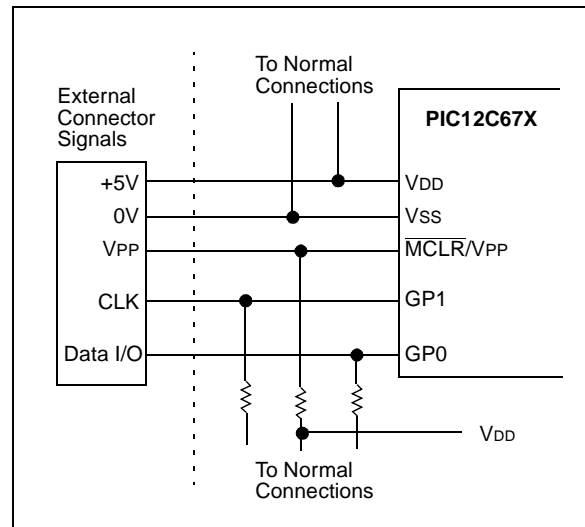 To Normal
Connections
External
Connector
Signals
PIC12C67X
+5V
VDD
0V
VSS
VPP
MCLR/VPP
CLK
GP1
Data I/O
GP0
VDD
To Normal
Connections